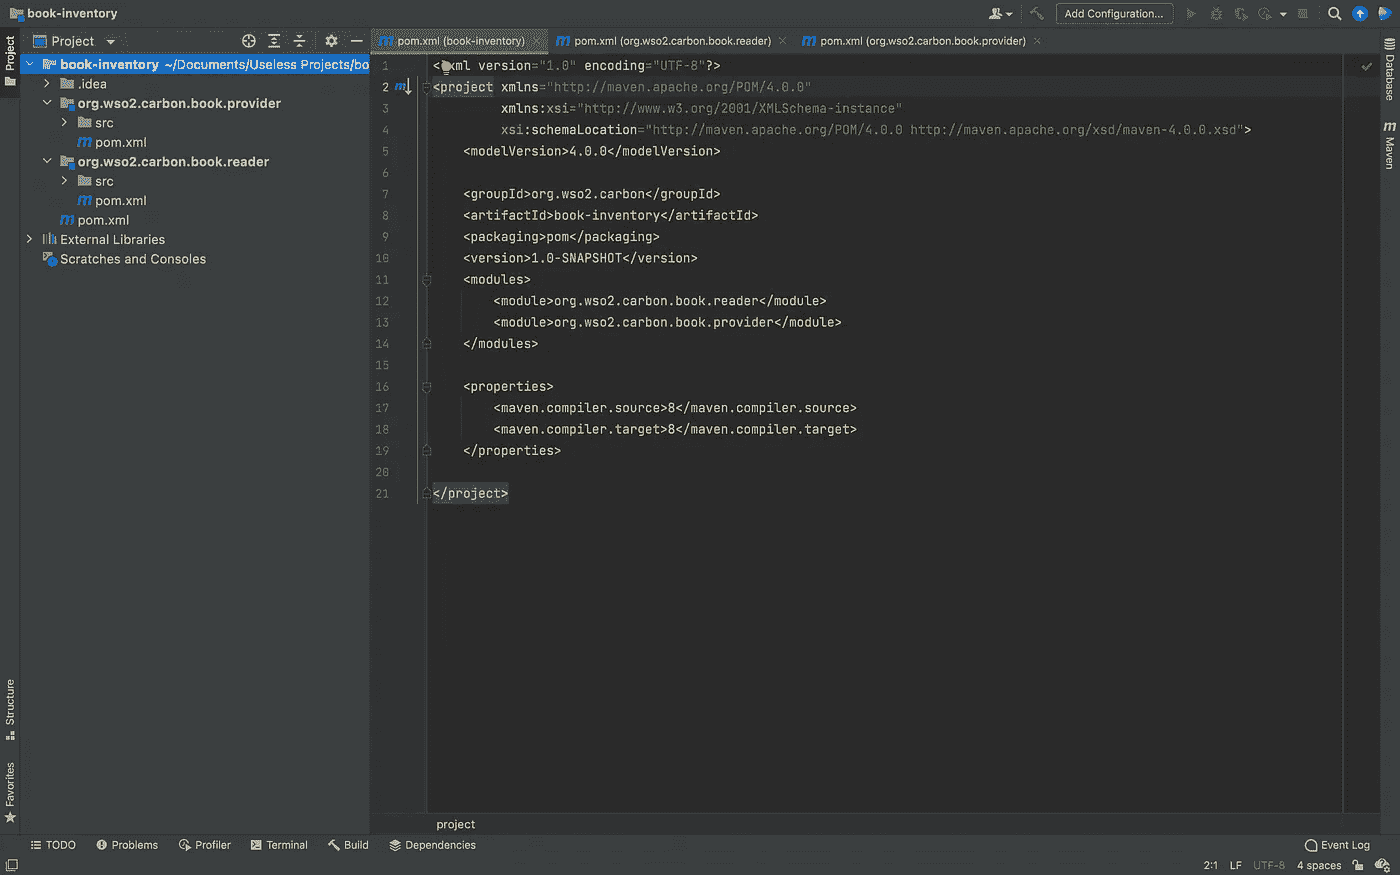 book-inventory
Add Configuration...
Project
Project
pom.xml (book-inventory)
pom.xml (org.wso2.carbon.book.reader)
pom.xml (org.wso2.carbon.book.provider)
book-inventory ~/Documents/Useless Projects/bo
.idea
org.wso2.carbon.book.provider
src
pom.xml
org.wso2.carbon.book.reader
src
pom.xml
pom.xml
External Libraries
Scratches and Consoles
1 <?xml version="1.0" encoding="UTF-8"?>
2 <project xmlns="http://maven.apache.org/POM/4.0.0"
3 xmlns:xsi="http://www.w3.org/2001/XMLSchema-instance"
4 xsi:schemaLocation="http://maven.apache.org/POM/4.0.0 http://maven.apache.org/xsd/maven-4.0.0.xsd">
5 <modelVersion>4.0.0</modelVersion>
6
7 <groupId>org.wso2.carbon</groupId>
8 <artifactId>book-inventory</artifactId>
9 <packaging>pom</packaging>
10 <version>1.0-SNAPSHOT</version>
11 <modules>
12 <module>org.wso2.carbon.book.reader</module>
13 <module>org.wso2.carbon.book.provider</module>
14 </modules>
15
16 <properties>
17 <maven.compiler.source>8</maven.compiler.source>
18 <maven.compiler.target>8</maven.compiler.target>
19 </properties>
20
21 </project>
Database
Maven
Structure
Favorites
project
TODO
Problems
Profiler
Terminal
Build
Dependencies
Event Log
2:1 LF UTF-8 4 spaces